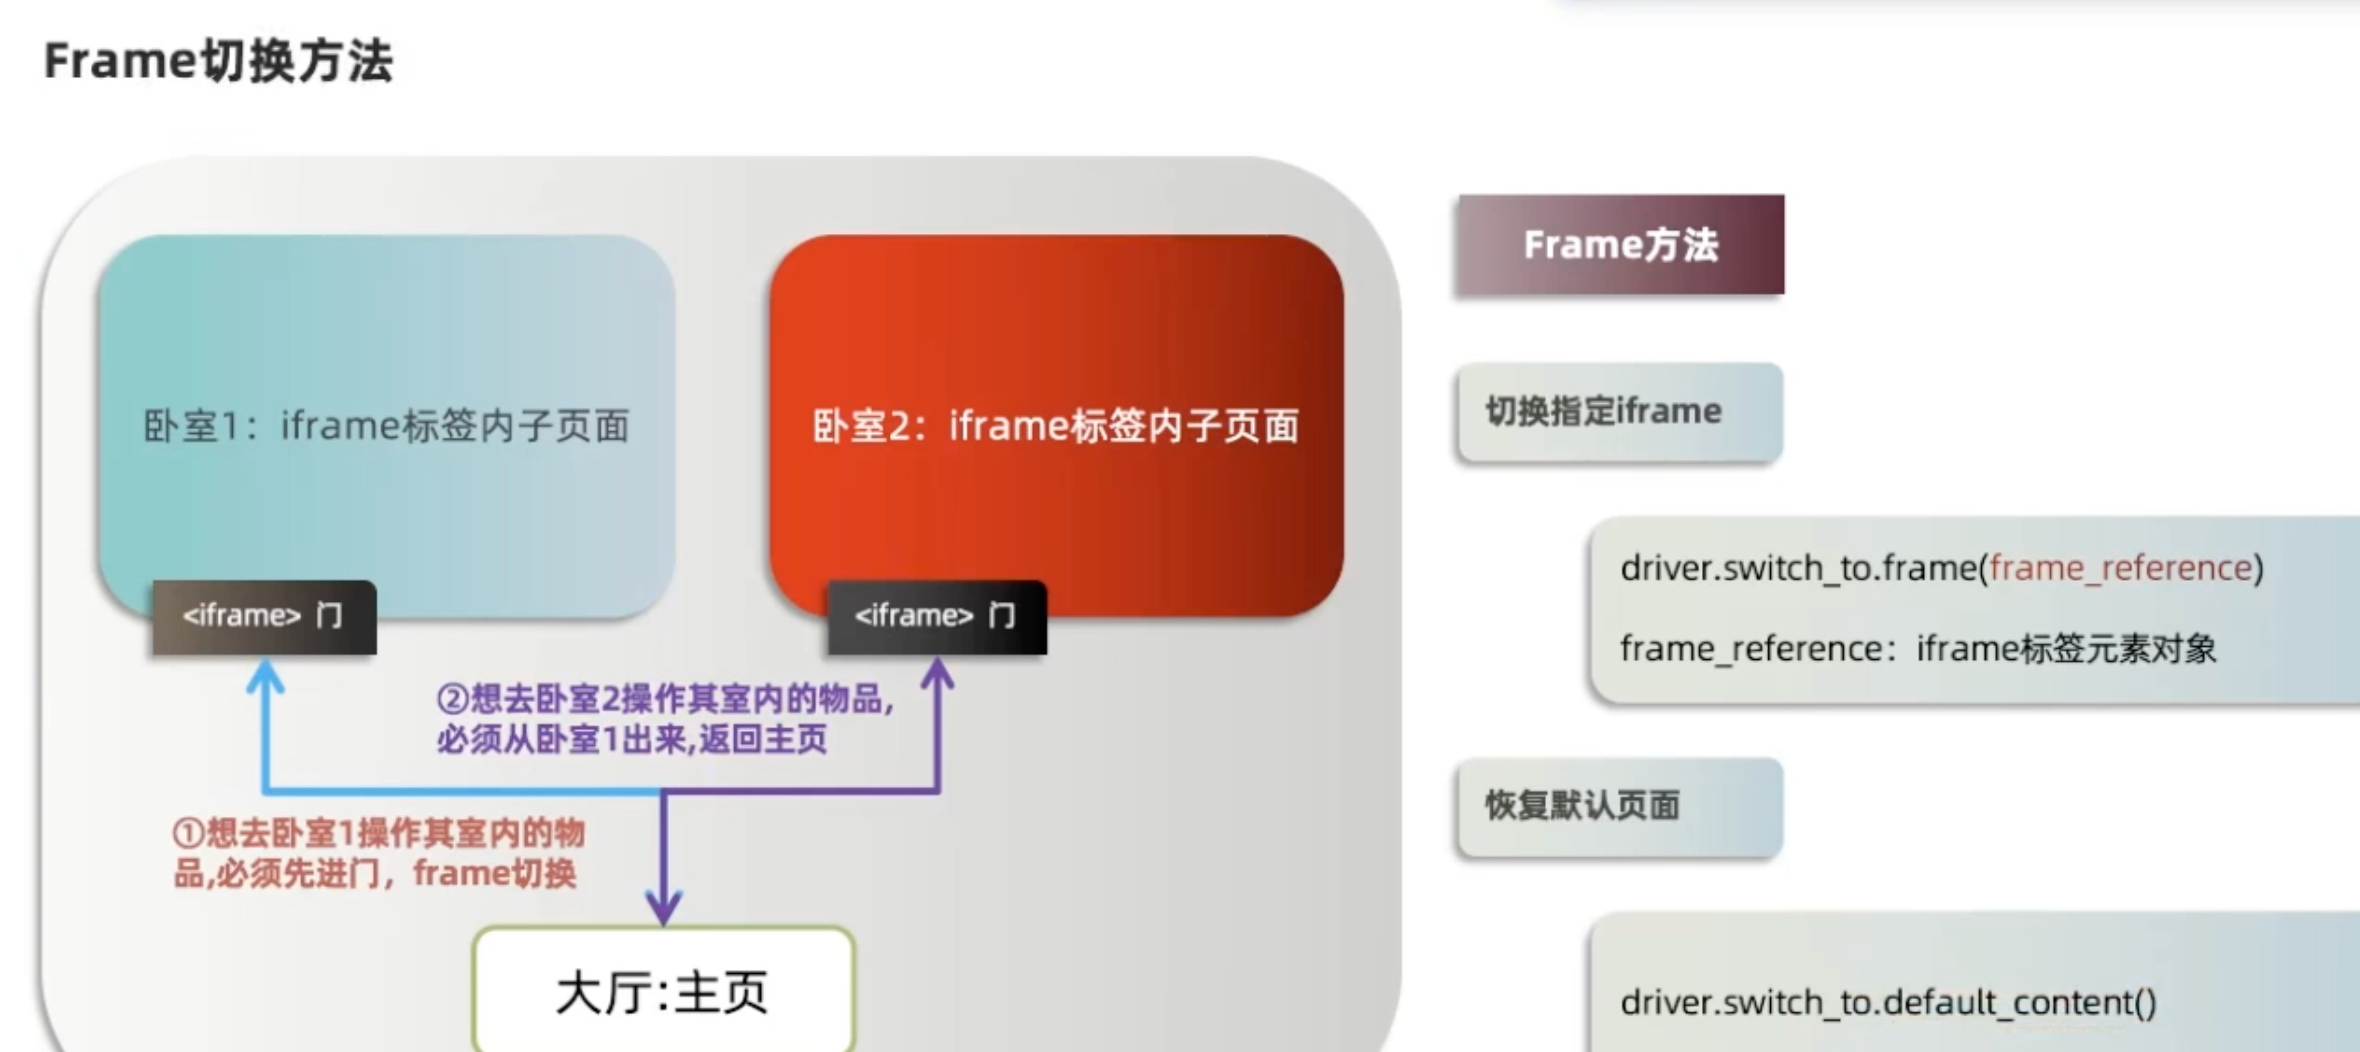 Frame切换方法
卧室1：iframe标签内子页面
卧室2：iframe标签内子页面
<iframe> 门
<iframe> 门
②想去卧室2操作其室内的物品,
必须从卧室1出来,返回主页
①想去卧室1操作其室内的物
品,必须先进门，frame切换
大厅:主页
Frame方法
切换指定iframe
driver.switch_to.frame(frame_reference)
frame_reference：iframe标签元素对象
恢复默认页面
driver.switch_to.default_content()